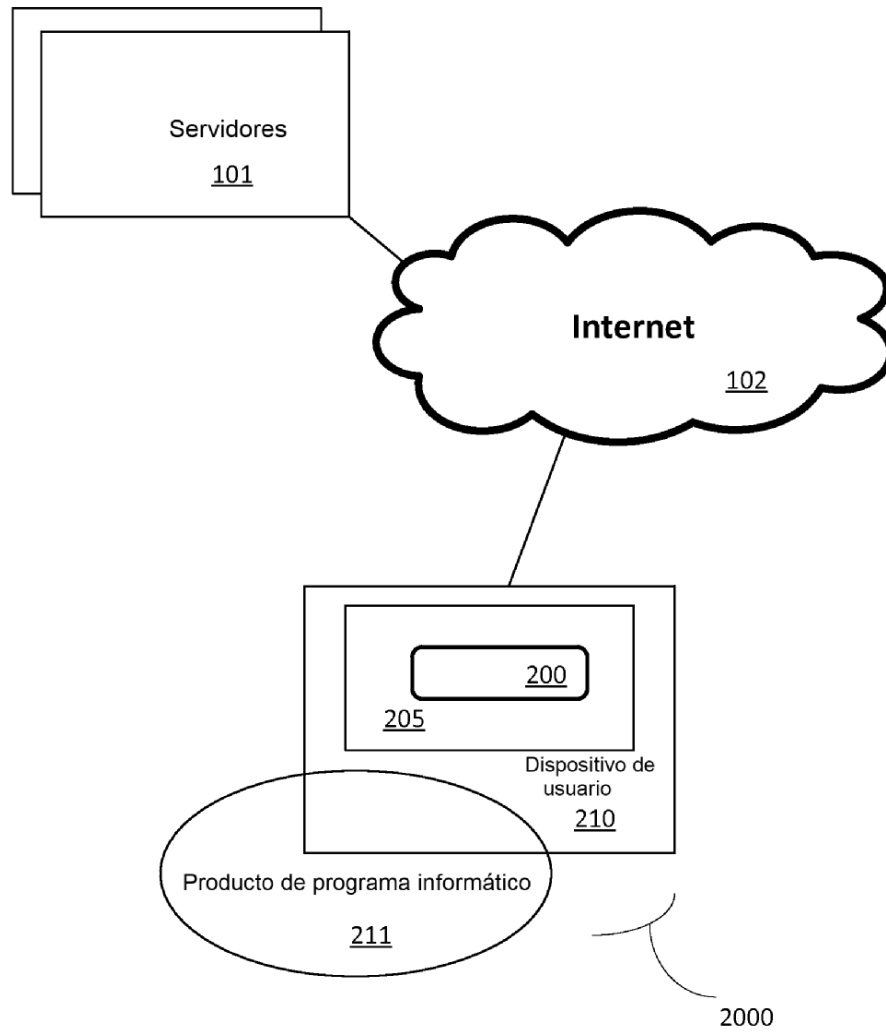 Servidores
101
Internet
102
200
205
Dispositivo de
usuario
210
Producto de programa informático
211
2000